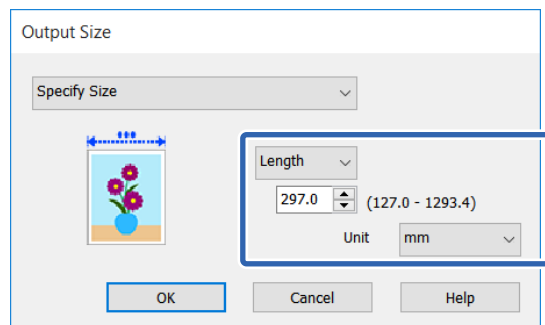 Output Size
Specify Size
Length
297.0 (127.0 - 1293.4)
Unit mm
OK Cancel Help